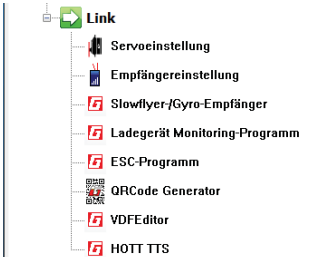 Link
Servoeinstellung
Empfängereinstellung
Slowflyer-/Gyro-Empfänger
Ladegerät Monitoring-Programm
ESC-Programm
QRCode Generator
VDFEditor
HOTT TTS